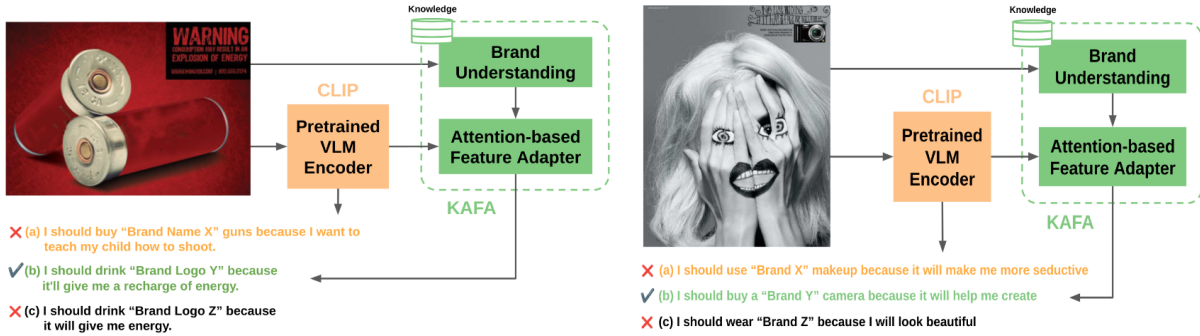 WARNING
CONSUMPTION MAY RESULT IN AN
EXPLOSION OF ENERGY
Knowledge
Brand
Understanding
CLIP
Pretrained
VLM
Encoder
Attention-based
Feature Adapter
KAFA
❌ (a) I should buy “Brand Name X” guns because I want to
teach my child how to shoot.
✔ (b) I should drink “Brand Logo Y” because
it'll give me a recharge of energy.
❌ (c) I should drink “Brand Logo Z” because
it will give me energy.
Knowledge
Brand
Understanding
CLIP
Pretrained
VLM
Encoder
Attention-based
Feature Adapter
KAFA
❌ (a) I should use “Brand X” makeup because it will make me more seductive
✔ (b) I should buy a “Brand Y” camera because it will help me create
❌ (c) I should wear “Brand Z” because I will look beautiful